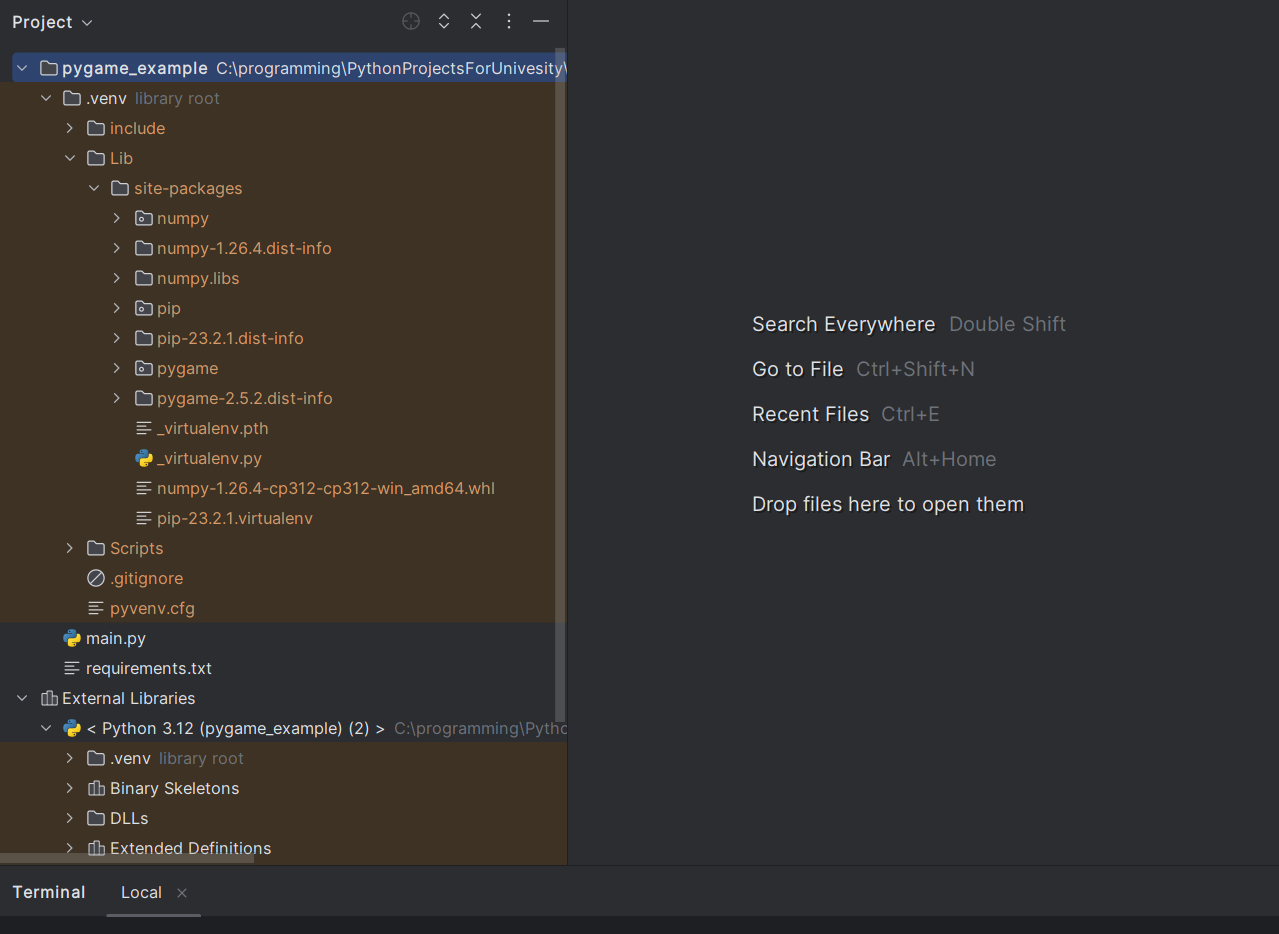 Project
pygame_example C:\programming\PythonProjectsForUnivesity\
.venv library root
include
Lib
site-packages
numpy
numpy-1.26.4.dist-info
numpy.libs
pip
pip-23.2.1.dist-info
pygame
pygame-2.5.2.dist-info
_virtualenv.pth
_virtualenv.py
numpy-1.26.4-cp312-cp312-win_amd64.whl
pip-23.2.1.virtualenv
Scripts
.gitignore
pyvenv.cfg
main.py
requirements.txt
External Libraries
< Python 3.12 (pygame_example) (2) > C:\programming\Pytho
.venv library root
Binary Skeletons
DLLs
Extended Definitions
Search Everywhere Double Shift
Go to File Ctrl+Shift+N
Recent Files Ctrl+E
Navigation Bar Alt+Home
Drop files here to open them
Terminal Local